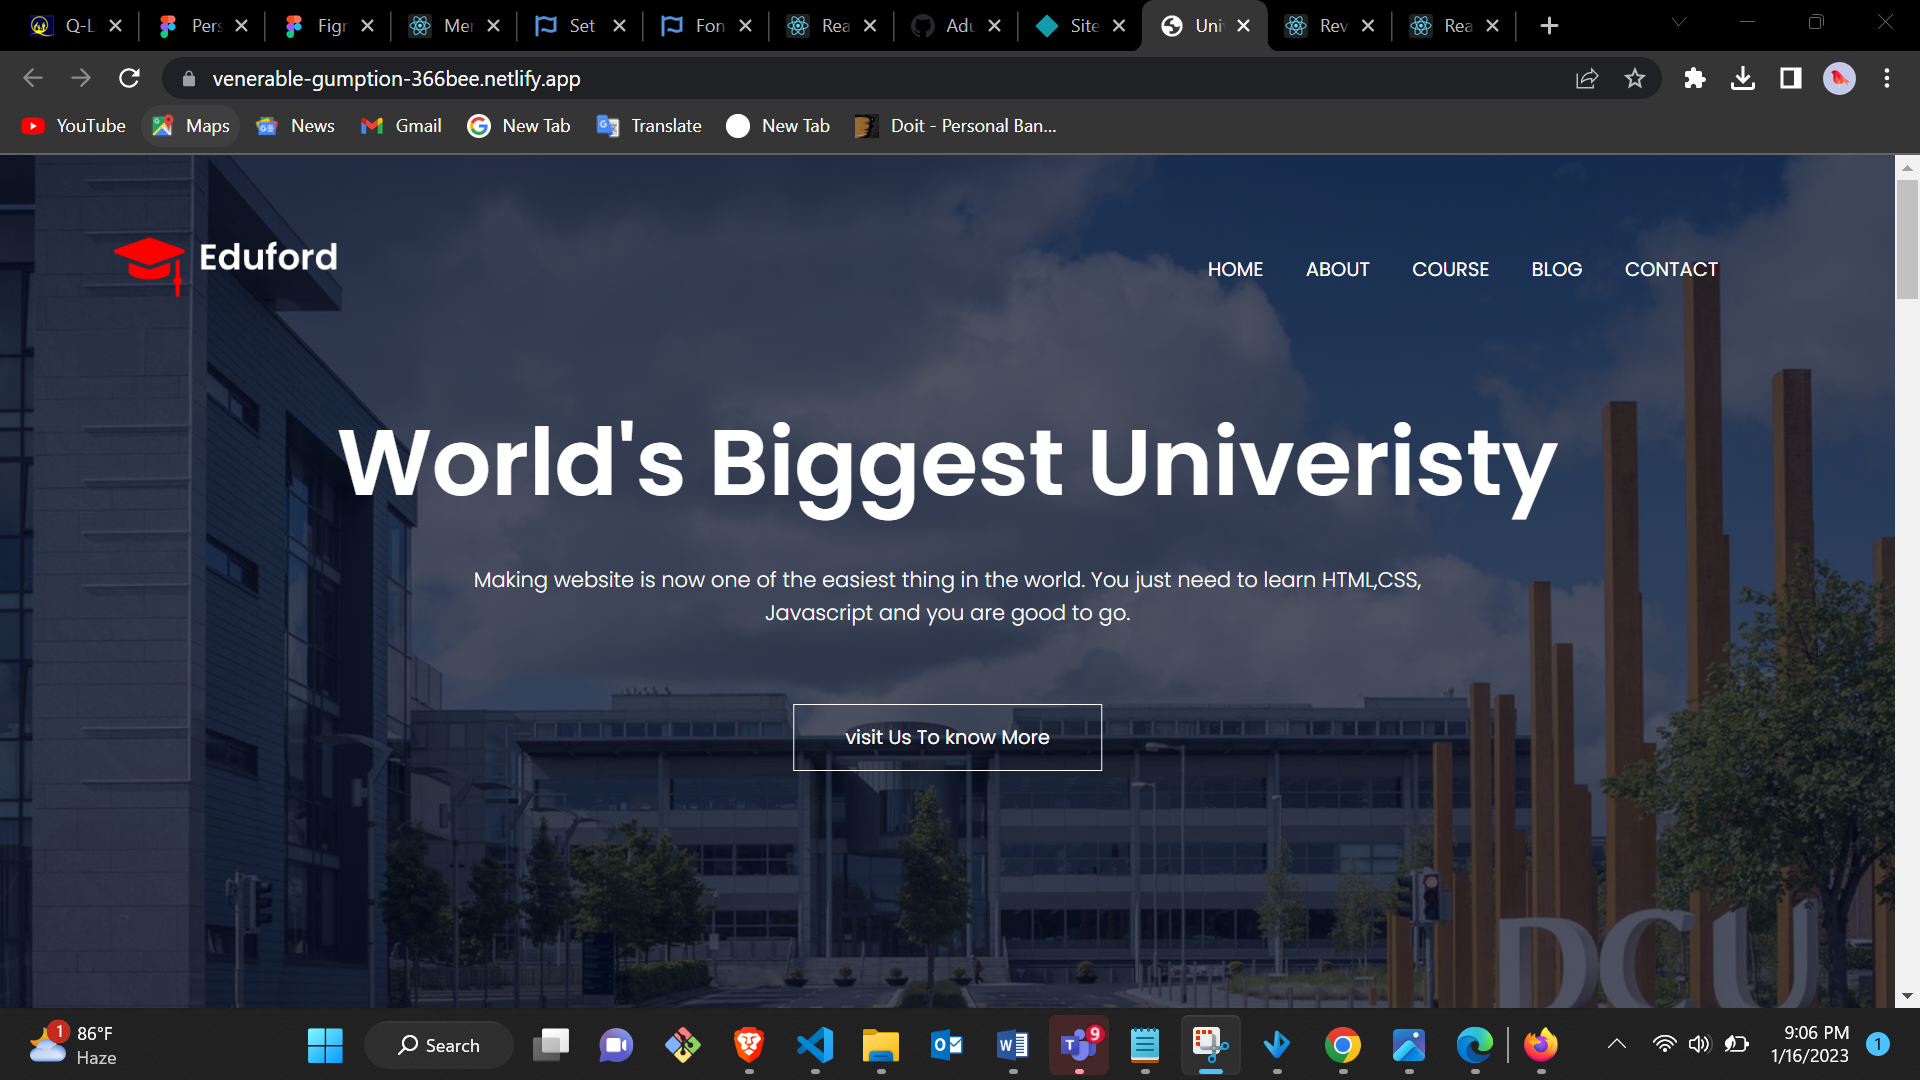 Q-L
Pers
Figr
Mer
Set
Fon
Rea
Adu
Site
Uni
Rev
Rea
venerable-gumption-366bee.netlify.app
YouTube
Maps
News
Gmail
New Tab
Translate
New Tab
Doit - Personal Ban...
Eduford
HOME
ABOUT
COURSE
BLOG
CONTACT
World's Biggest Univeristy
Making website is now one of the easiest thing in the world. You just need to learn HTML,CSS,
Javascript and you are good to go.
visit Us To know More
DCU
1
86°F
Haze
Search
9
9:06 PM
1/16/2023
1